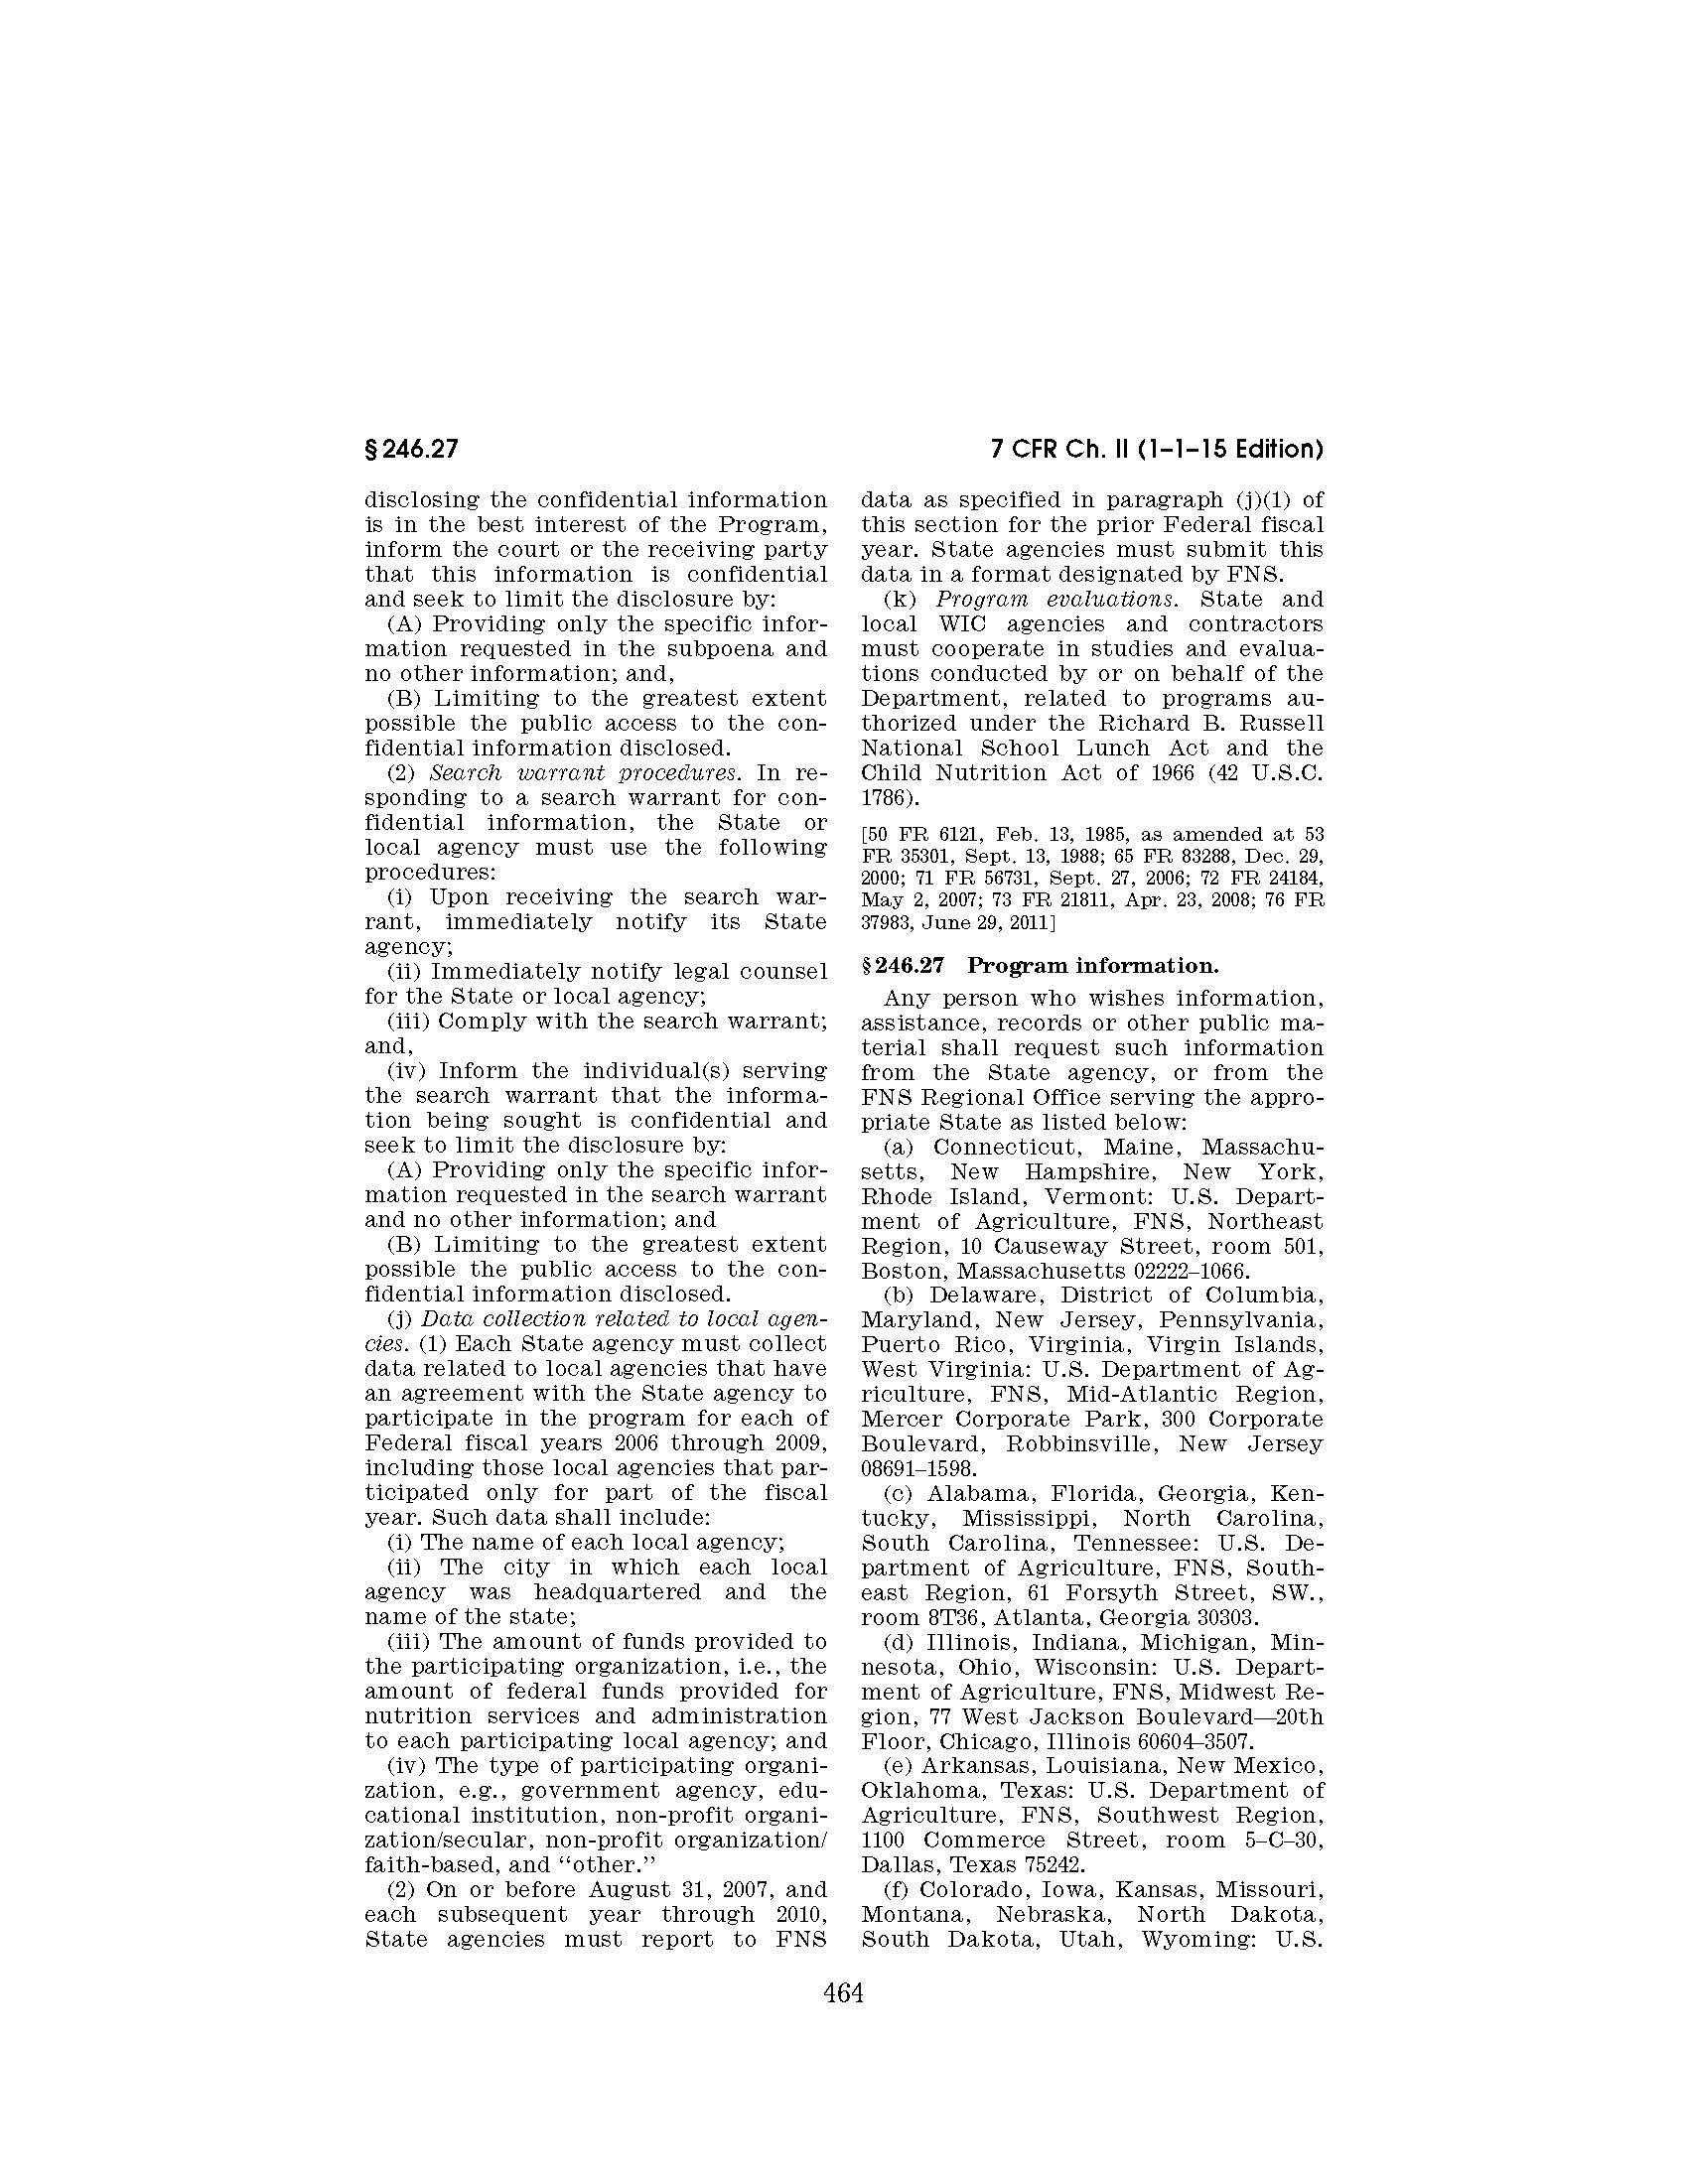 § 246.27
7 CFR Ch. II (1–1–15 Edition)
disclosing the confidential information
is in the best interest of the Program,
inform the court or the receiving party
that this information is confidential
and seek to limit the disclosure by:
(A) Providing only the specific infor-
mation requested in the subpoena and
no other information; and,
(B) Limiting to the greatest extent
possible the public access to the con-
fidential information disclosed.
(2) Search warrant procedures. In re-
sponding to a search warrant for con-
fidential information, the State or
local agency must use the following
procedures:
(i) Upon receiving the search war-
rant, immediately notify its State
agency;
(ii) Immediately notify legal counsel
for the State or local agency;
(iii) Comply with the search warrant;
and,
(iv) Inform the individual(s) serving
the search warrant that the informa-
tion being sought is confidential and
seek to limit the disclosure by:
(A) Providing only the specific infor-
mation requested in the search warrant
and no other information; and
(B) Limiting to the greatest extent
possible the public access to the con-
fidential information disclosed.
(j) Data collection related to local agen-
cies. (1) Each State agency must collect
data related to local agencies that have
an agreement with the State agency to
participate in the program for each of
Federal fiscal years 2006 through 2009,
including those local agencies that par-
ticipated only for part of the fiscal
year. Such data shall include:
(i) The name of each local agency;
(ii) The city in which each local
agency was headquartered and the
name of the state;
(iii) The amount of funds provided to
the participating organization, i.e., the
amount of federal funds provided for
nutrition services and administration
to each participating local agency; and
(iv) The type of participating organi-
zation, e.g., government agency, edu-
cational institution, non-profit organi-
zation/secular, non-profit organization/
faith-based, and ‘‘other.’’
(2) On or before August 31, 2007, and
each subsequent year through 2010,
State agencies must report to FNS
data as specified in paragraph (j)(1) of
this section for the prior Federal fiscal
year. State agencies must submit this
data in a format designated by FNS.
(k) Program evaluations. State and
local WIC agencies and contractors
must cooperate in studies and evalua-
tions conducted by or on behalf of the
Department, related to programs au-
thorized under the Richard B. Russell
National School Lunch Act and the
Child Nutrition Act of 1966 (42 U.S.C.
1786).
[50 FR 6121, Feb. 13, 1985, as amended at 53
FR 35301, Sept. 13, 1988; 65 FR 83288, Dec. 29,
2000; 71 FR 56731, Sept. 27, 2006; 72 FR 24184,
May 2, 2007; 73 FR 21811, Apr. 23, 2008; 76 FR
37983, June 29, 2011]
§ 246.27 Program information.
Any person who wishes information,
assistance, records or other public ma-
terial shall request such information
from the State agency, or from the
FNS Regional Office serving the appro-
priate State as listed below:
(a) Connecticut, Maine, Massachu-
setts, New Hampshire, New York,
Rhode Island, Vermont: U.S. Depart-
ment of Agriculture, FNS, Northeast
Region, 10 Causeway Street, room 501,
Boston, Massachusetts 02222–1066.
(b) Delaware, District of Columbia,
Maryland, New Jersey, Pennsylvania,
Puerto Rico, Virginia, Virgin Islands,
West Virginia: U.S. Department of Ag-
riculture, FNS, Mid-Atlantic Region,
Mercer Corporate Park, 300 Corporate
Boulevard, Robbinsville, New Jersey
08691–1598.
(c) Alabama, Florida, Georgia, Ken-
tucky, Mississippi, North Carolina,
South Carolina, Tennessee: U.S. De-
partment of Agriculture, FNS, South-
east Region, 61 Forsyth Street, SW.,
room 8T36, Atlanta, Georgia 30303.
(d) Illinois, Indiana, Michigan, Min-
nesota, Ohio, Wisconsin: U.S. Depart-
ment of Agriculture, FNS, Midwest Re-
gion, 77 West Jackson Boulevard—20th
Floor, Chicago, Illinois 60604–3507.
(e) Arkansas, Louisiana, New Mexico,
Oklahoma, Texas: U.S. Department of
Agriculture, FNS, Southwest Region,
1100 Commerce Street, room 5–C–30,
Dallas, Texas 75242.
(f) Colorado, Iowa, Kansas, Missouri,
Montana, Nebraska, North Dakota,
South Dakota, Utah, Wyoming: U.S.
464